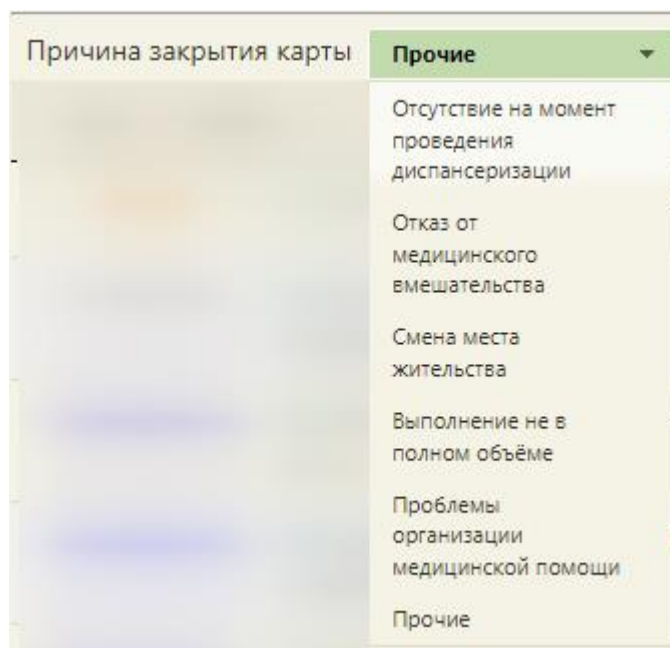 Причина закрытия карты Прочие
Отсутствие на момент
проведения
диспансеризации
Отказ от
медицинского
вмешательства
Смена места
жительства
Выполнение не в
полном объёме
Проблемы
организации
медицинской помощи
Прочие